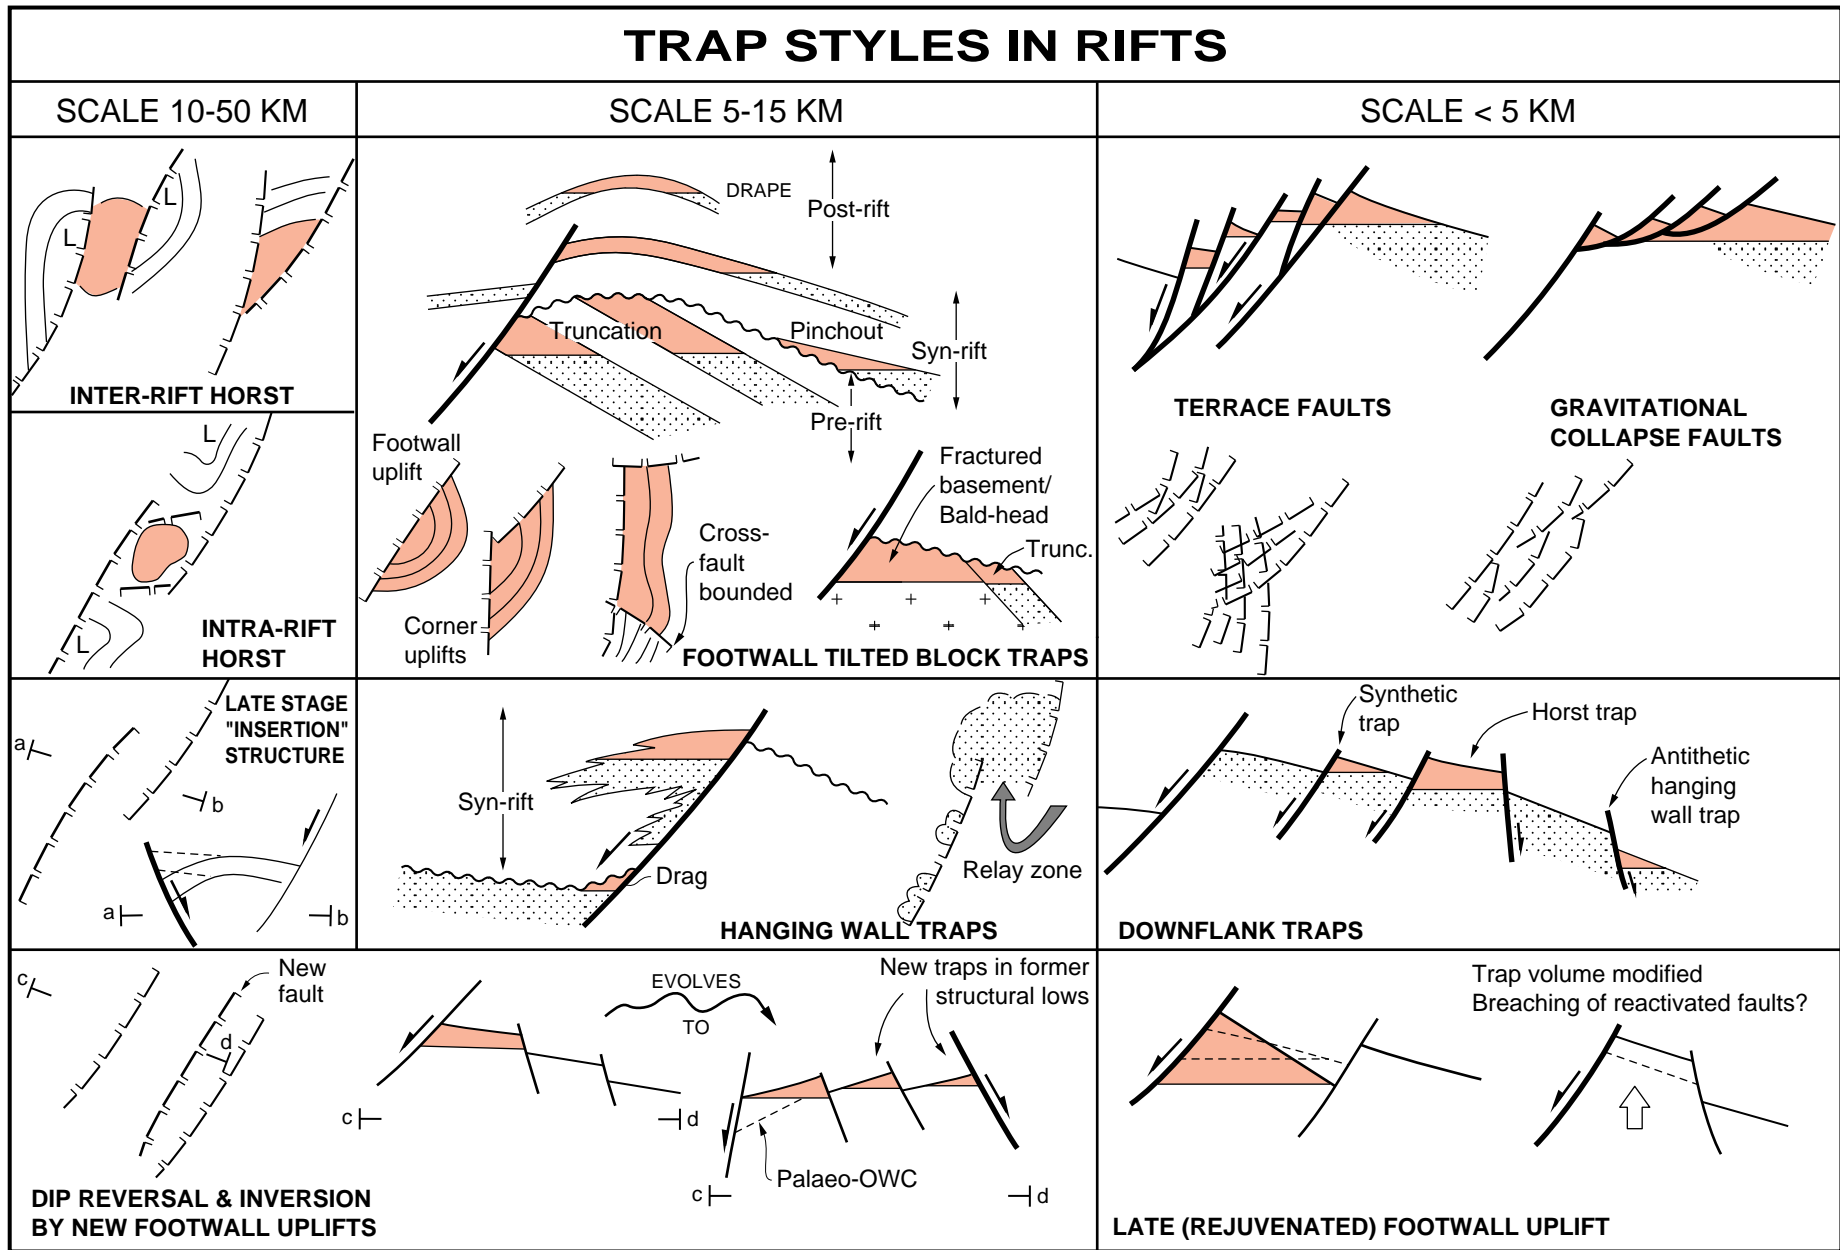 TRAP STYLES IN RIFTS
SCALE 10-50 KM
SCALE 5-15 KM
SCALE < 5 KM
L
L
INTER-RIFT HORST
L
L
INTRA-RIFT
HORST
DRAPE
Post-rift
Truncation
Pinchout
Syn-rift
Pre-rift
Footwall
uplift
Corner
uplifts
Cross-
fault
bounded
Fractured
basement/
Bald-head
Trunc.
FOOTWALL TILTED BLOCK TRAPS
TERRACE FAULTS
GRAVITATIONAL
COLLAPSE FAULTS
LATE STAGE
"INSERTION"
STRUCTURE
a
b
a
b
Syn-rift
Drag
Relay zone
HANGING WALL TRAPS
Synthetic
trap
Horst trap
Antithetic
hanging
wall trap
DOWNFLANK TRAPS
c
New
fault
d
EVOLVES
TO
New traps in former
structural lows
c
d
Palaeo-OWC
c
d
DIP REVERSAL & INVERSION
BY NEW FOOTWALL UPLIFTS
Trap volume modified
Breaching of reactivated faults?
LATE (REJUVENATED) FOOTWALL UPLIFT